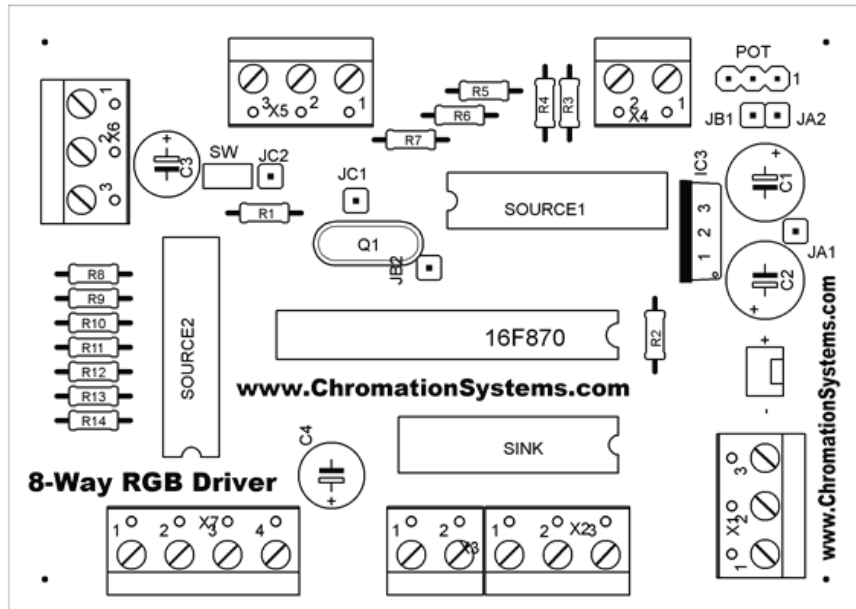 POT
1
JB1
JA2
3
X5
2
1
R5
R6
R7
R4
R3
2
X4
1
1
2
X6
3
+
C3
SW
JC2
JC1
R1
Q1
JB2
SOURCE1
IC3
3
2
1
+
C1
JA1
C2
+
R8
R9
R10
R11
R12
R13
R14
SOURCE2
16F870
R2
www.ChromationSystems.com
+
-
www.ChromationSystems.com
C4
+
SINK
8-Way RGB Driver
1
2
X7
3
4
1
2
X3
1
2
X2
3
3
2
X1
1